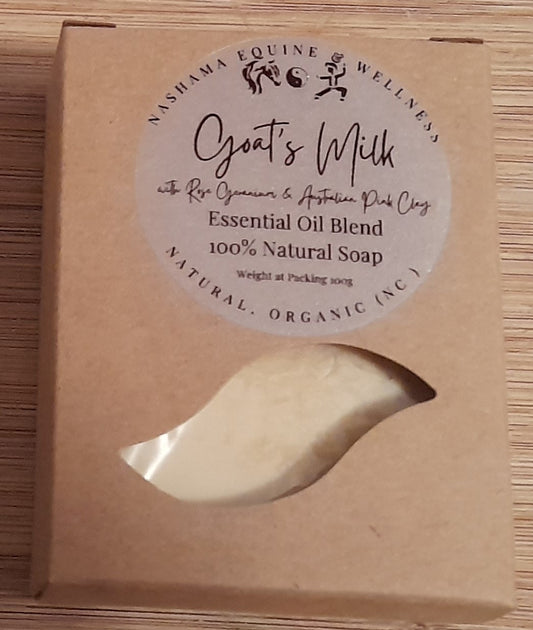 NASHAMA EQUINE WELLNESS
Goat's Milk
with Rose Geranium & Australian Pink Clay
Essential Oil Blend
100% Natural Soap
Weight at Packing 100g
NATURAL, ORGANIC (NC)